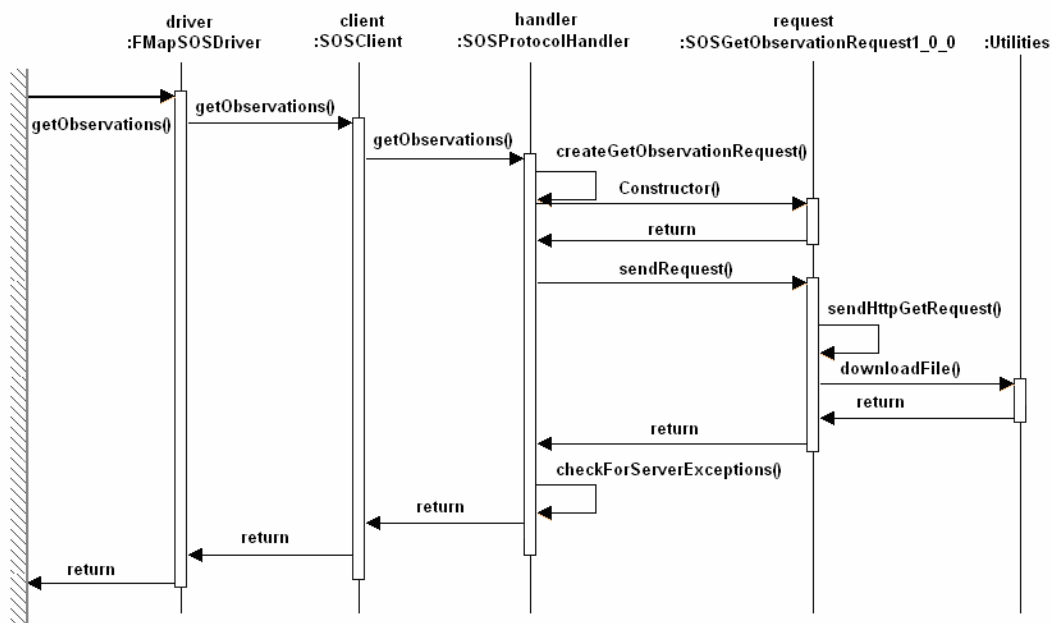 driver
:FMapSOSDriver
client
:SOSClient
handler
:SOSProtocolHandler
request
:SOSGetObservationRequest1_0_0
:Utilities
getObservations()
getObservations()
getObservations()
createGetObservationRequest()
Constructor()
return
sendRequest()
sendHttpGetRequest()
downloadFile()
return
return
checkForServerExceptions()
return
return
return